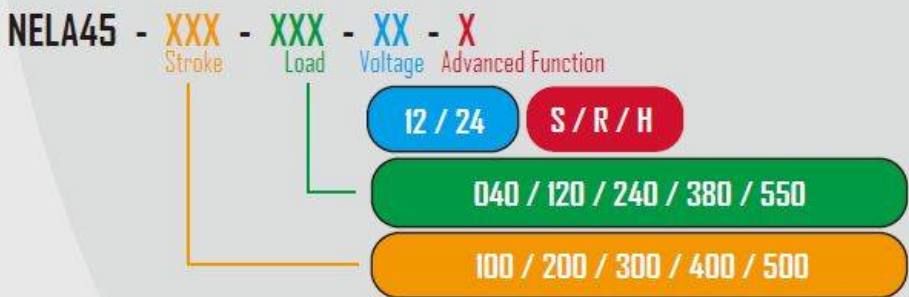 NELA45 - XXX - XXX - XX - X
Stroke Load Voltage Advanced Function
12 / 24 S / R / H
040 / 120 / 240 / 380 / 550
100 / 200 / 300 / 400 / 500